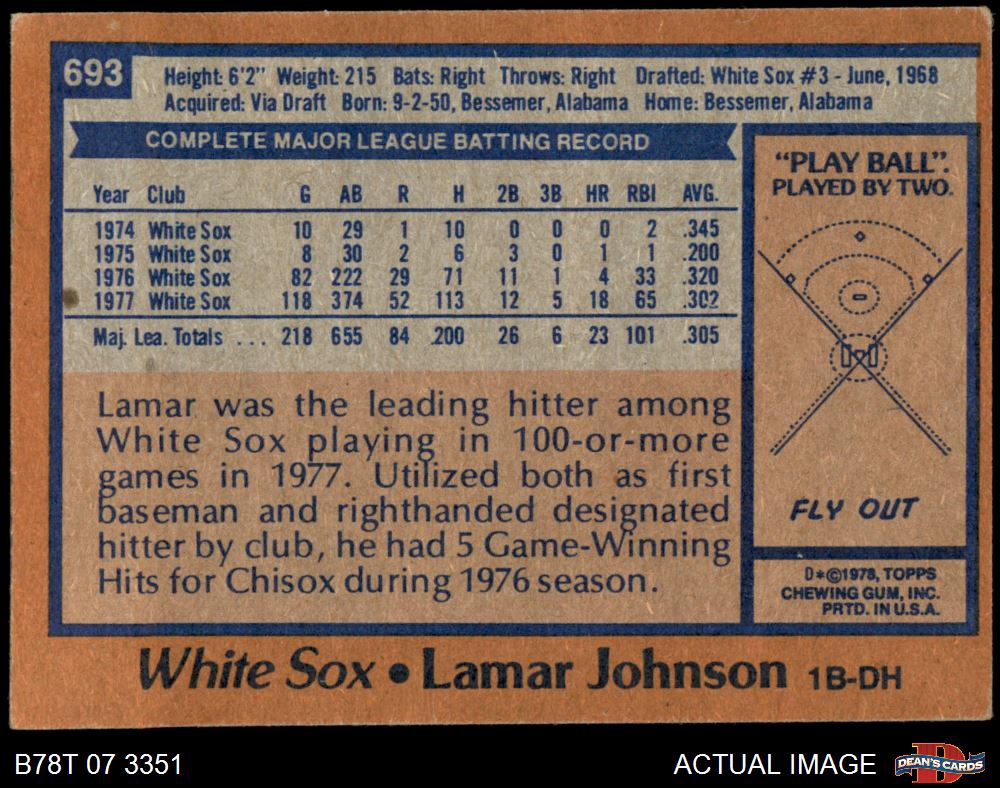 693
Height: 6'2" Weight: 215 Bats: Right Throws: Right Drafted: White Sox #3 - June, 1968
Acquired: Via Draft Born: 9-2-50, Bessemer, Alabama Home: Bessemer, Alabama
COMPLETE MAJOR LEAGUE BATTING RECORD
Year Club G AB R H 2B 3B HR RBI AVG.
1974 White Sox 10 29 1 10 0 0 0 2 .345
1975 White Sox 8 30 2 6 3 0 1 1 .200
1976 White Sox 82 222 29 71 11 1 4 33 .320
1977 White Sox 118 374 52 113 12 5 18 65 .302
Maj. Lea. Totals ... 218 655 84 200 26 6 23 101 .305
Lamar was the leading hitter among
White Sox playing in 100-or-more
games in 1977. Utilized both as first
baseman and righthanded designated
hitter by club, he had 5 Game-Winning
Hits for Chisox during 1976 season.
"PLAY BALL".
PLAYED BY TWO.
FLY OUT
D*©1978, TOPPS
CHEWING GUM, INC.
PRTD. IN U.S.A.
White Sox • Lamar Johnson 1B-DH
B78T 07 3351
ACTUAL IMAGE
DEAN'S CARDS